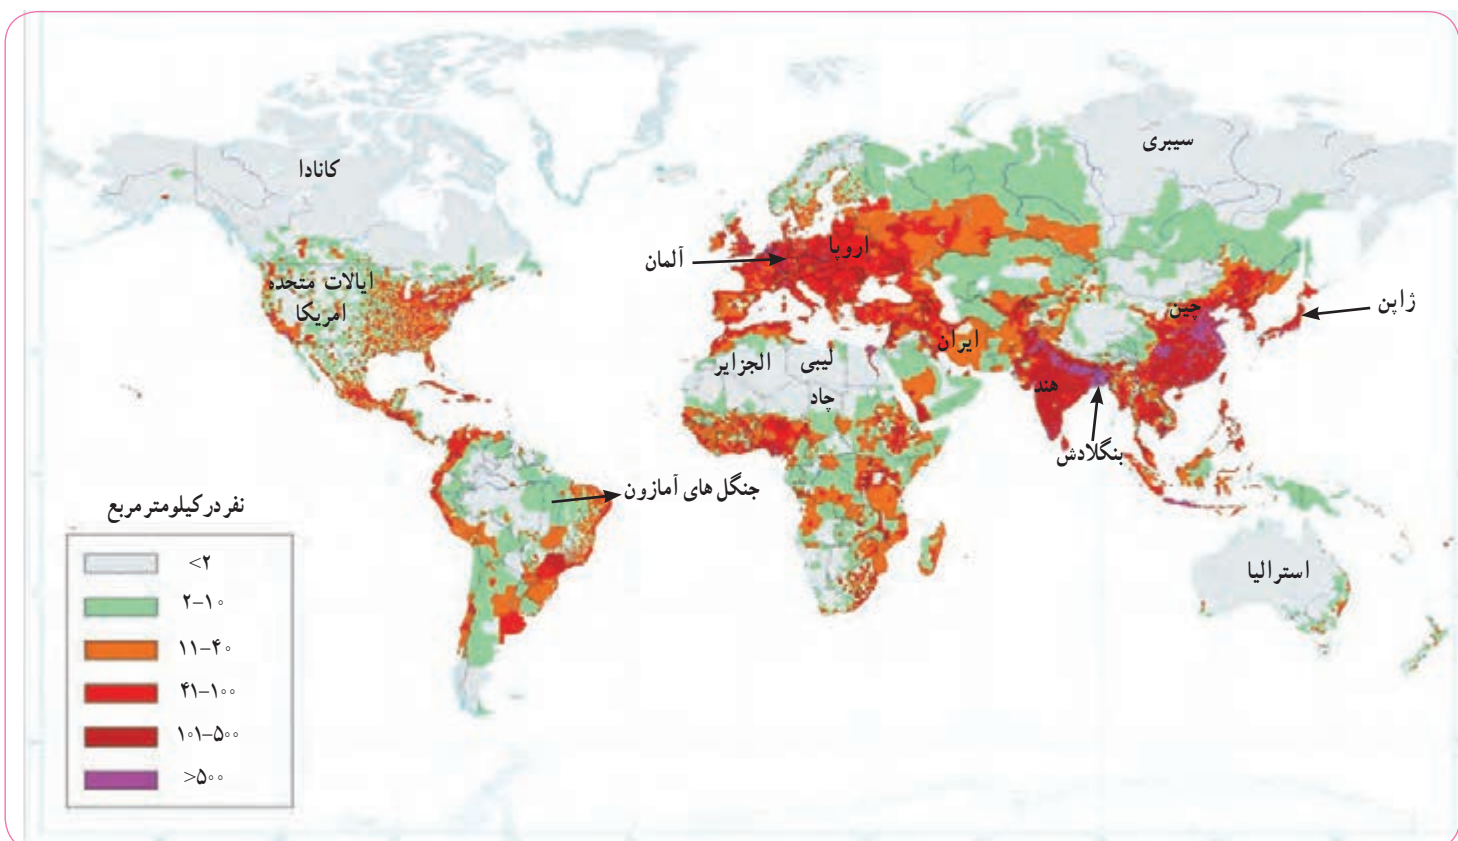 کانادا
سیبری
ایالات متحده
امریکا
آلمان
اروپا
چین
ژاپن
ایران
هند
بنگلادش
لیبی
الجزایر
چاد
جنگل های آمازون
استرالیا
نفر در کیلومتر مربع
<۲
۲–۱۰
۱۱–۴۰
۴۱–۱۰۰
۱۰۱–۵۰۰
>۵۰۰